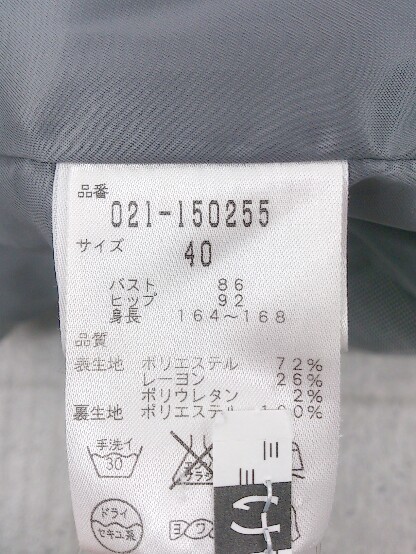 品番
021-150255
サイズ
40
バスト 86
ヒップ 92
身長 164～168
品質
表生地 ポリエステル 72%
レーヨン 26%
ポリウレタン 2%
裏生地 ポリエステル 100%
手洗イ
30
ドライ
セキユ系